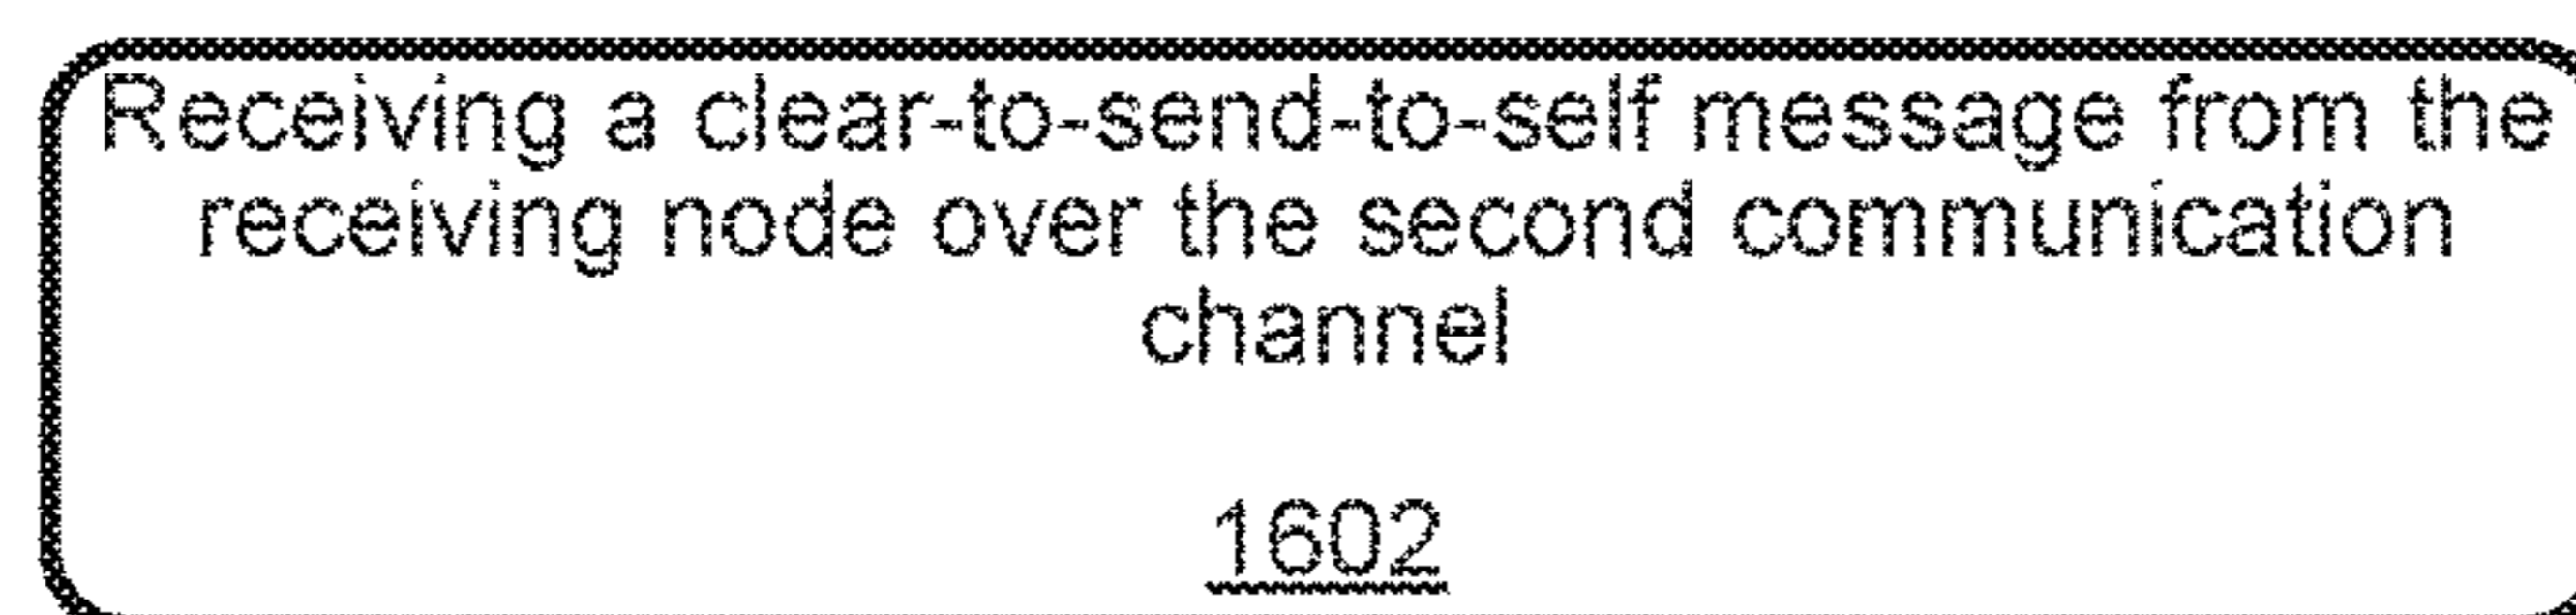 Receiving a clear-to-send-to-self message from the
receiving node over the second communication
channel
1602